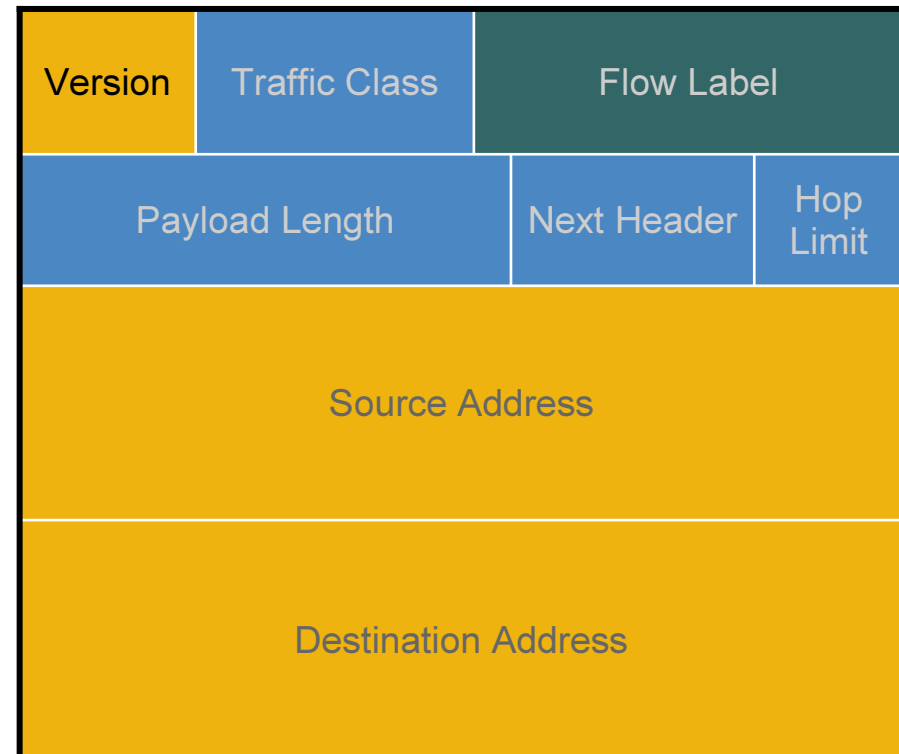 Version Traffic Class Flow Label
Payload Length Next Header Hop
Limit
Source Address
Destination Address